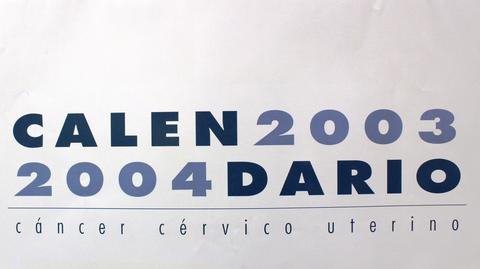 CALEN2003
2004DARIO
cáncer cérvico uterino